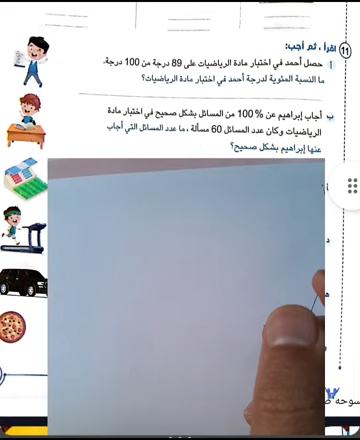 11 اقرأ ، ثم أجب:
أ حصل أحمد في اختبار مادة الرياضيات على 89 درجة من 100 درجة.
ما النسبة المئوية لدرجة أحمد في اختبار مادة الرياضيات؟
ب أجاب إبراهيم عن % 100 من المسائل بشكل صحيح في اختبار مادة
الرياضيات وكان عدد المسائل 60 مسألة ، ما عدد المسائل التي أجاب
عنها إبراهيم بشكل صحيح؟
د
هـ